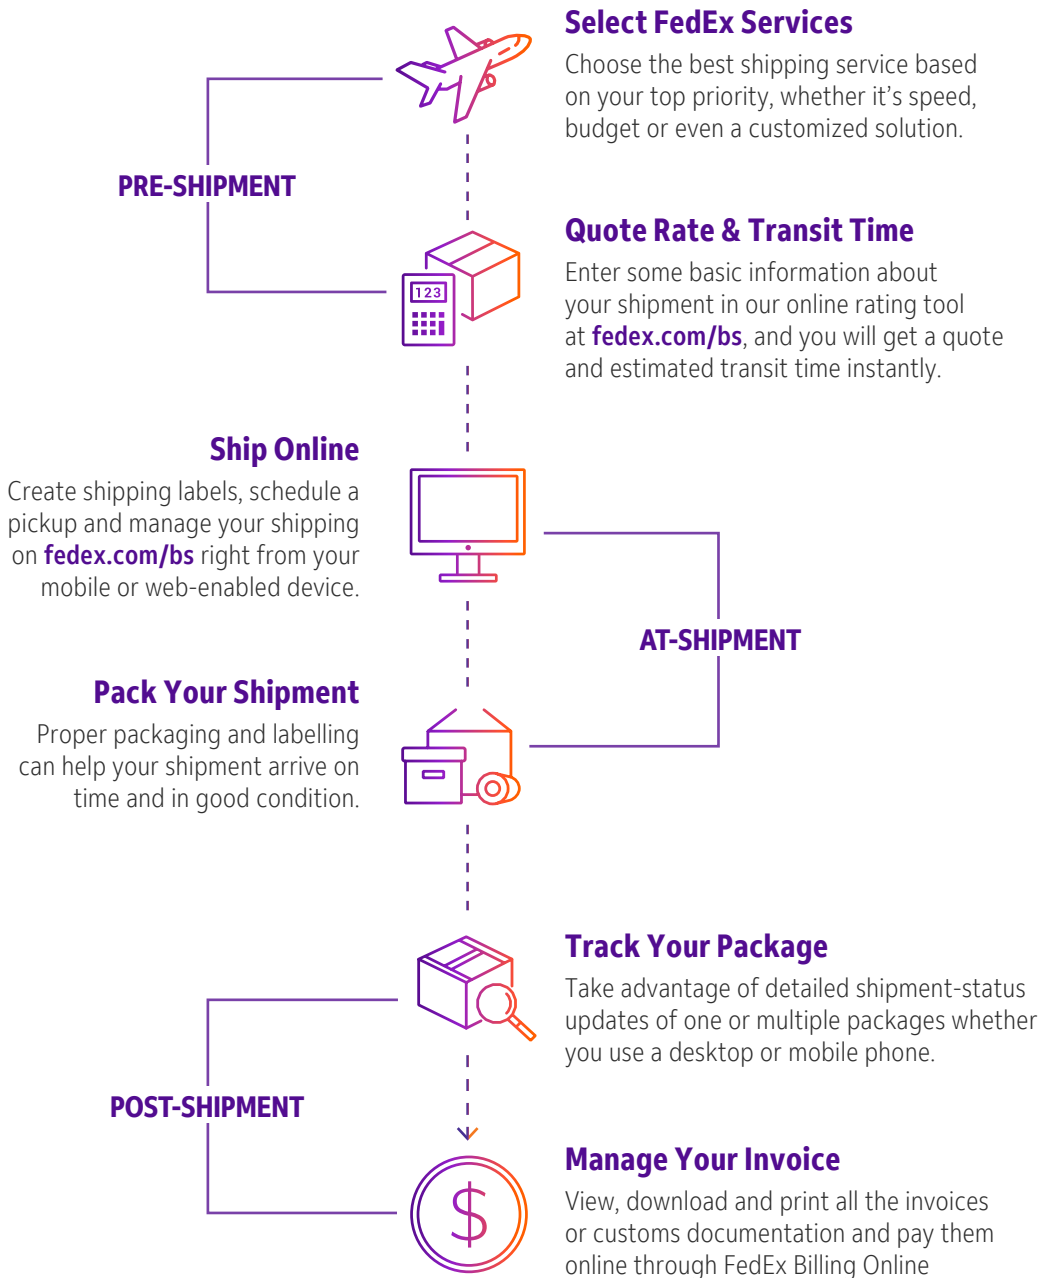 Select FedEx Services
Choose the best shipping service based
on your top priority, whether it’s speed,
budget or even a customized solution.
PRE-SHIPMENT
Quote Rate & Transit Time
Enter some basic information about
your shipment in our online rating tool
at fedex.com/bs, and you will get a quote
and estimated transit time instantly.
123
Ship Online
Create shipping labels, schedule a
pickup and manage your shipping
on fedex.com/bs right from your
mobile or web-enabled device.
AT-SHIPMENT
Pack Your Shipment
Proper packaging and labelling
can help your shipment arrive on
time and in good condition.
Track Your Package
Take advantage of detailed shipment-status
updates of one or multiple packages whether
you use a desktop or mobile phone.
POST-SHIPMENT
Manage Your Invoice
View, download and print all the invoices
or customs documentation and pay them
online through FedEx Billing Online
$